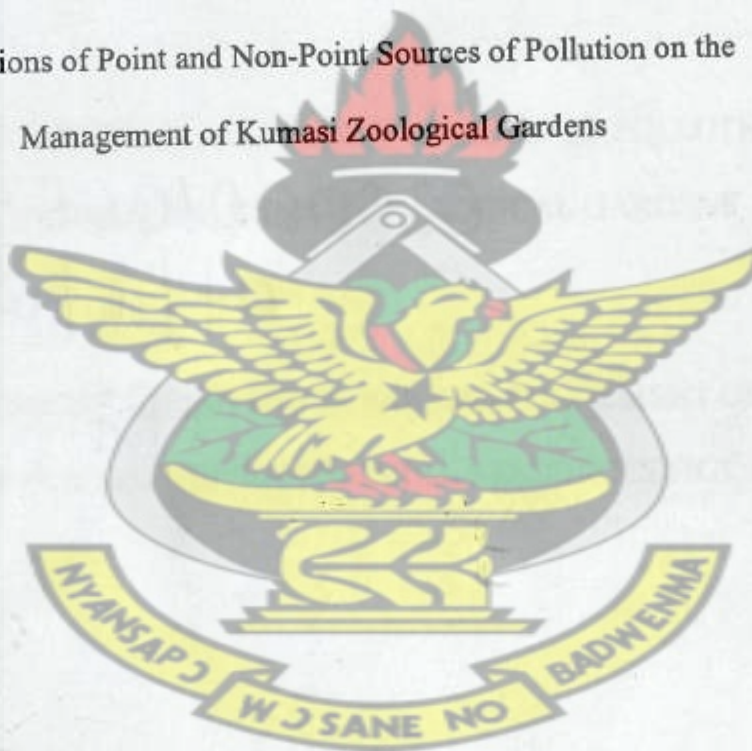 ions of Point and Non-Point Sources of Pollution on the
Management of Kumasi Zoological Gardens
NYANSAPƆ
WƆSANE NO
BADWENMA